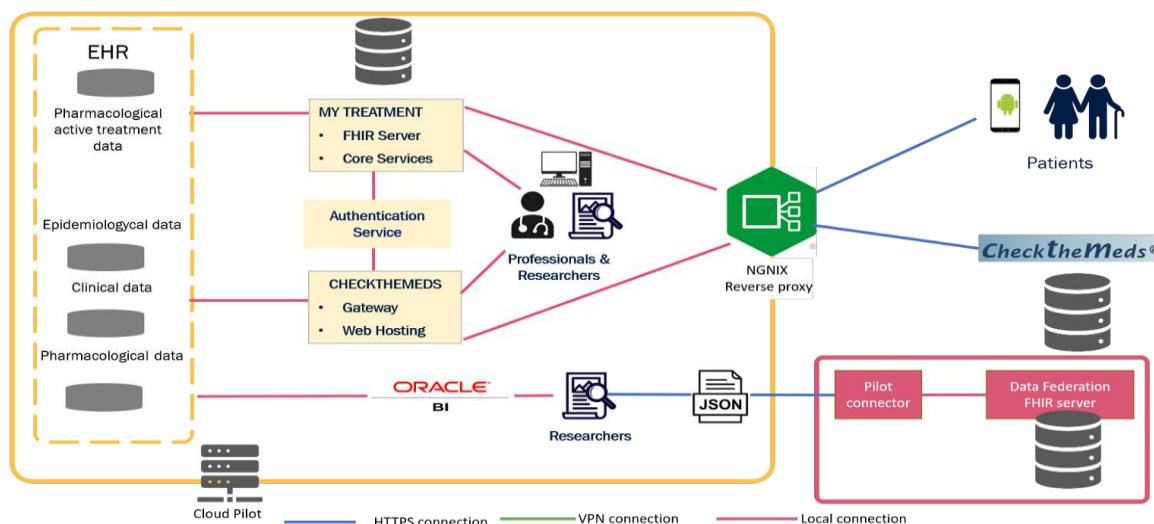 EHR
Pharmacological
active treatment
data
Epidemiologycal data
Clinical data
Pharmacological data
MY TREATMENT
• FHIR Server
• Core Services
Authentication
Service
CHECKTHEMEDS
• Gateway
• Web Hosting
Professionals &
Researchers
NGNIX
Reverse proxy
®
Patients
ChecktheMeds®
ORACLE®
BI
Researchers
JSON
Pilot
connector
Data Federation
FHIR server
Cloud Pilot
HTTPS connection
VPN connection
Local connection